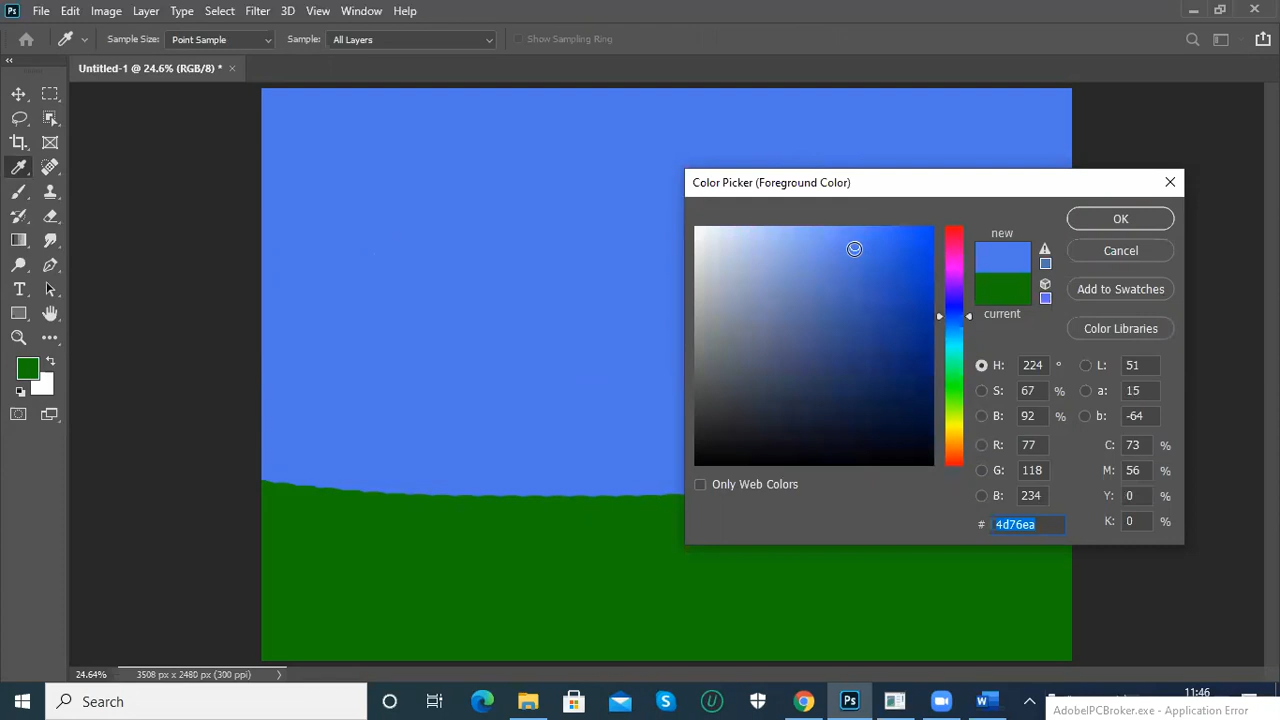 Ps File Edit Image Layer Type Select Filter 3D View Window Help
Sample Size: Point Sample Sample: All Layers Show Sampling Ring
Untitled-1 @ 24.6% (RGB/8) * ×
Color Picker (Foreground Color)
new
current
OK
Cancel
Add to Swatches
Color Libraries
H: 224 ° L: 51
S: 67 % a: 15
B: 92 % b: -64
R: 77 C: 73 %
G: 118 M: 56 %
B: 234 Y: 0 %
# 4d76ea K: 0 %
Only Web Colors
24.64% 3508 px x 2480 px (300 ppi)
Search
Ps
11:46
AdobeIPCBroker.exe - Application Error